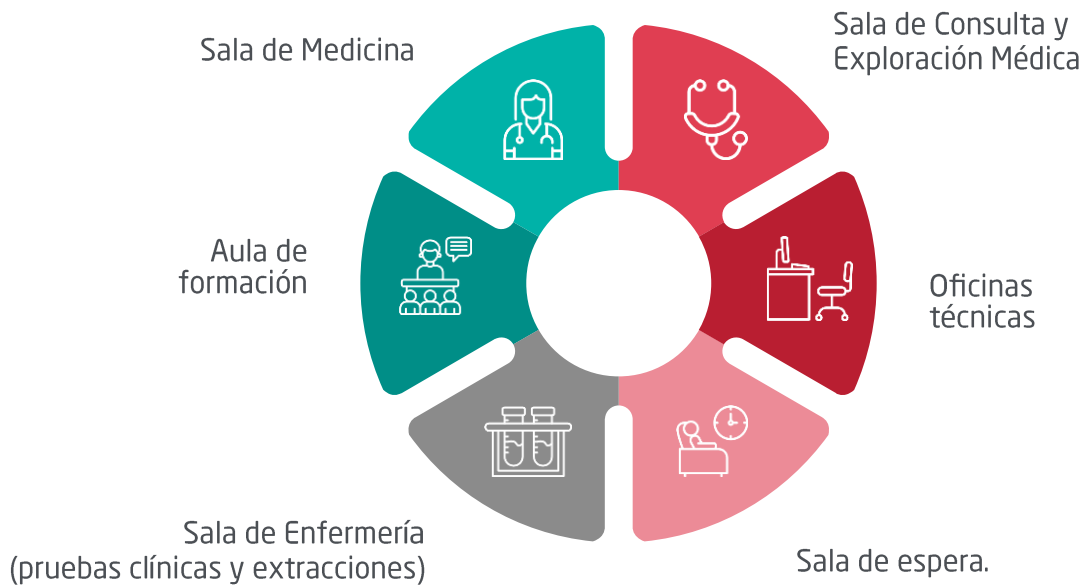 Sala de Medicina
Sala de Consulta y
Exploración Médica
Aula de
formación
Oficinas
técnicas
Sala de Enfermería
(pruebas clínicas y extracciones)
Sala de espera.